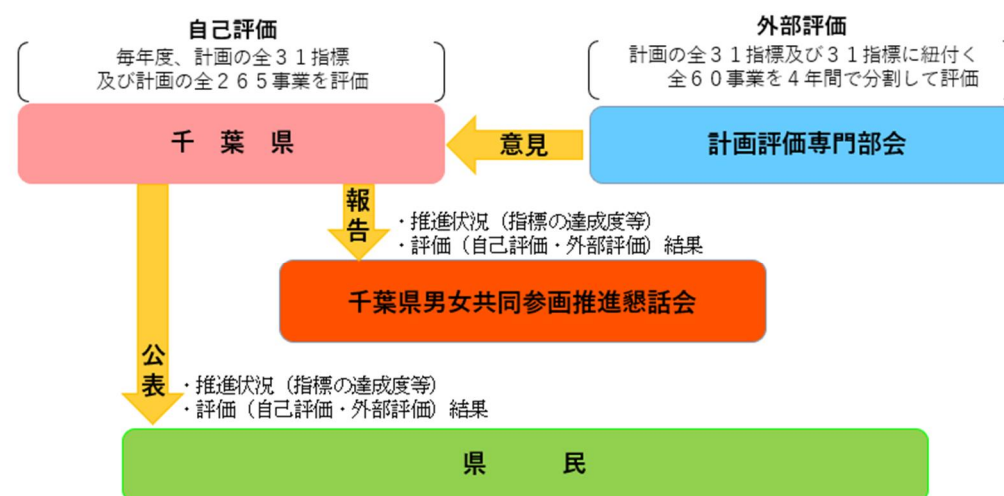 自己評価
毎年度、計画の全３１指標
及び計画の全２６５事業を評価
外部評価
計画の全３１指標及び３１指標に紐付く
全６０事業を４年間で分割して評価
千　葉　県
意見
計画評価専門部会
報告
・推進状況（指標の達成度等）
・評価（自己評価・外部評価）結果
千葉県男女共同参画推進懇話会
公表
・推進状況（指標の達成度等）
・評価（自己評価・外部評価）結果
県　　民